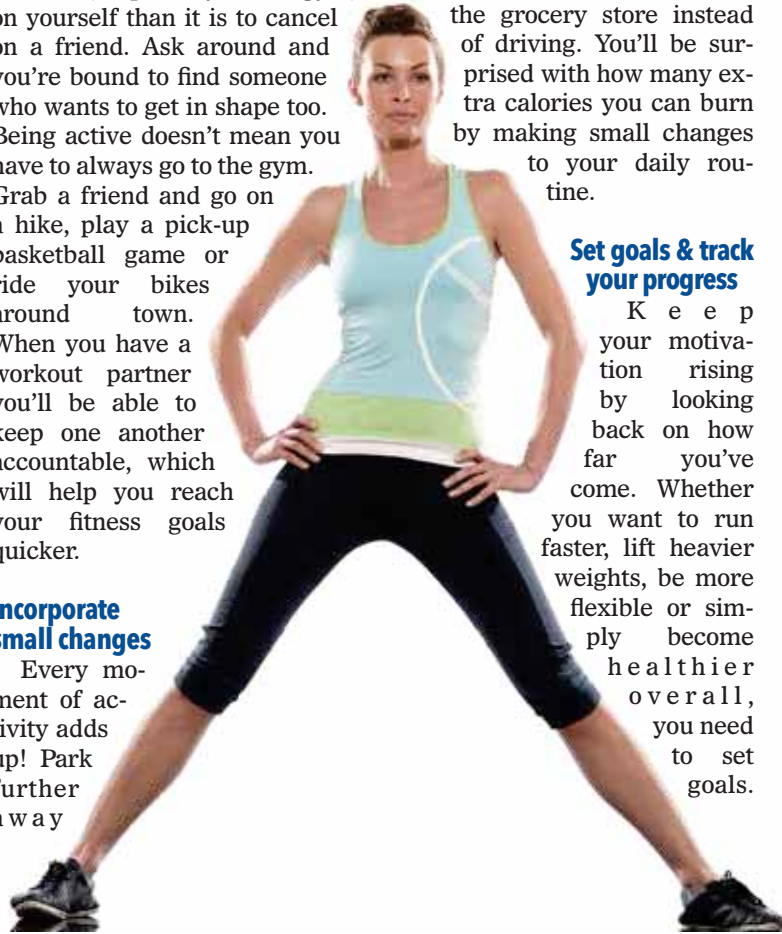 on yourself than it is to cancel
on a friend. Ask around and
you're bound to find someone
who wants to get in shape too.
Being active doesn't mean you
have to always go to the gym.
Grab a friend and go on
a hike, play a pick-up
basketball game or
ride your bikes
around town.
When you have a
workout partner
you'll be able to
keep one another
accountable, which
will help you reach
your fitness goals
quicker.
Incorporate
small changes
Every mo-
ment of ac-
tivity adds
up! Park
further
away
the grocery store instead
of driving. You'll be sur-
prised with how many ex-
tra calories you can burn
by making small changes
to your daily rou-
tine.
Set goals & track
your progress
Keep
your motiva-
tion rising
by looking
back on how
far you've
come. Whether
you want to run
faster, lift heavier
weights, be more
flexible or sim-
ply become
healthier
overall,
you need
to set
goals.